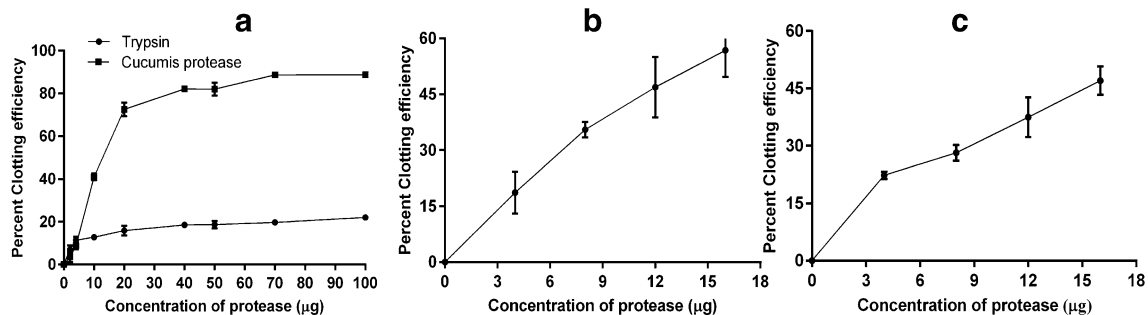 a
Trypsin
Cucumis protease
Percent Clotting efficiency
100
80
60
40
20
0
0 10 20 30 40 50 60 70 80 90 100
Concentration of protease (μg)
b
Percent Clotting efficiency
60
45
30
15
0
0 3 6 9 12 15 18
Concentration of protease (μg)
c
Percent Clotting efficiency
60
45
30
15
0
0 3 6 9 12 15 18
Concentration of protease (μg)